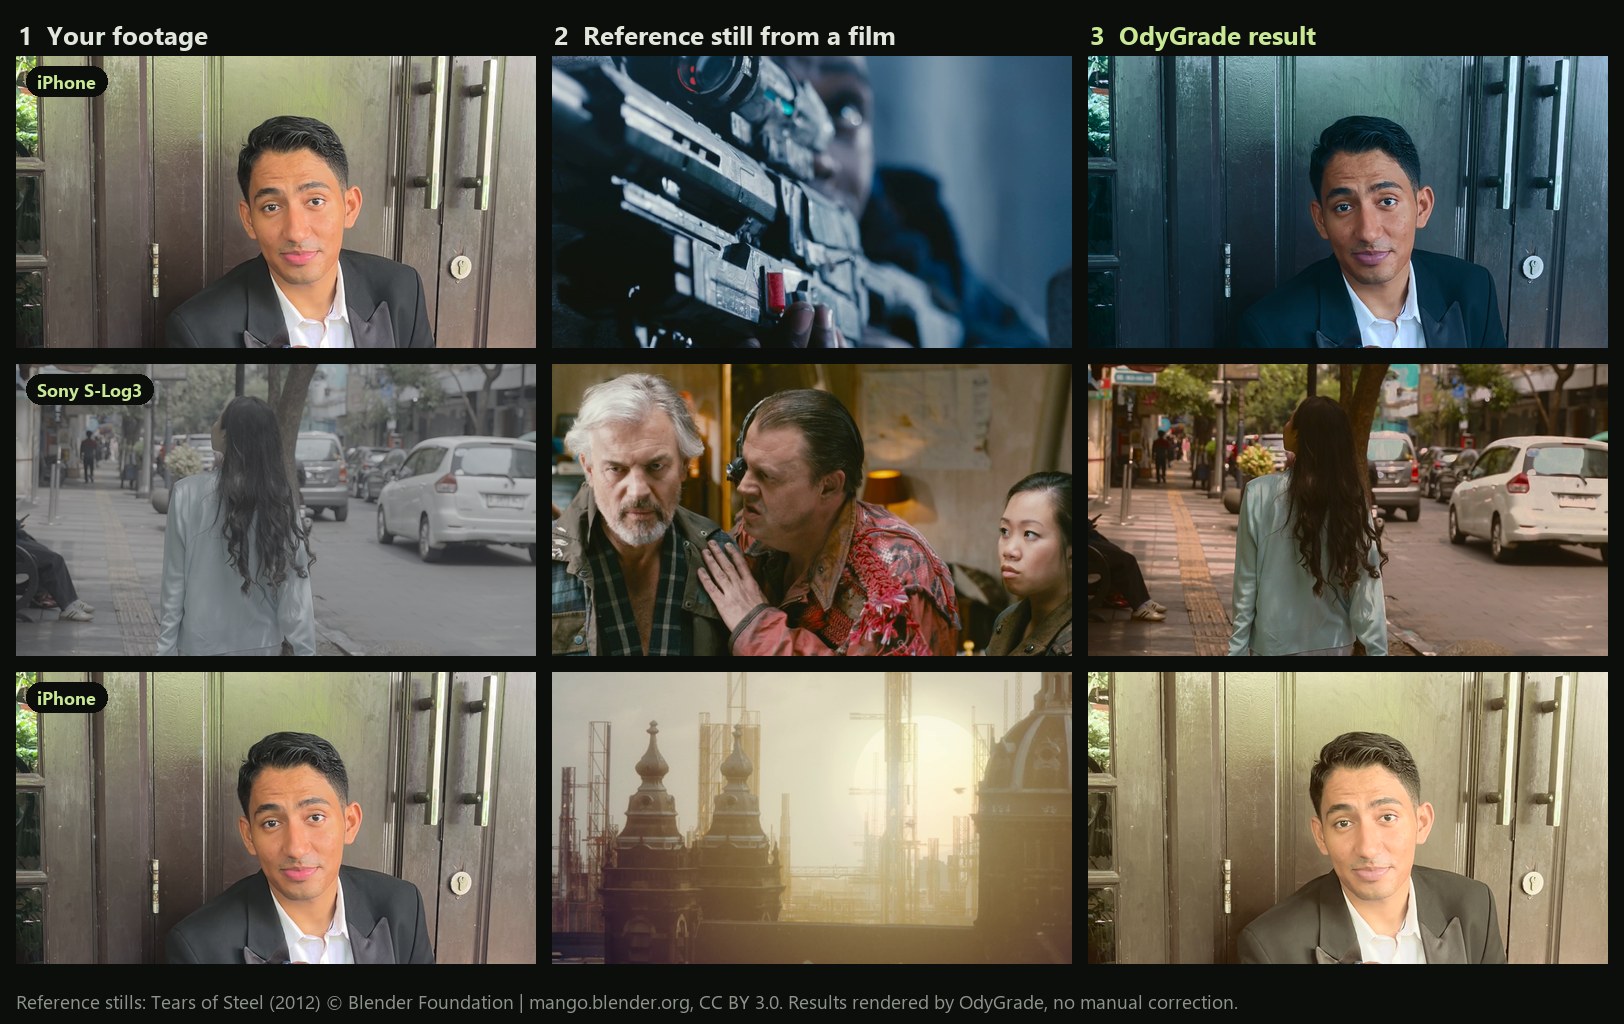 1 Your footage
2 Reference still from a film
3 OdyGrade result
iPhone
Sony S-Log3
iPhone
Reference stills: Tears of Steel (2012) © Blender Foundation | mango.blender.org, CC BY 3.0. Results rendered by OdyGrade, no manual correction.